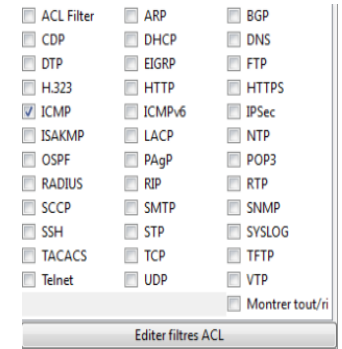 ACL Filter ARP BGP
CDP DHCP DNS
DTP EIGRP FTP
H.323 HTTP HTTPS
ICMP ICMPv6 IPSec
ISAKMP LACP NTP
OSPF PAgP POP3
RADIUS RIP RTP
SCCP SMTP SNMP
SSH STP SYSLOG
TACACS TCP TFTP
Telnet UDP VTP
Montrer tout/ri
Editer filtres ACL